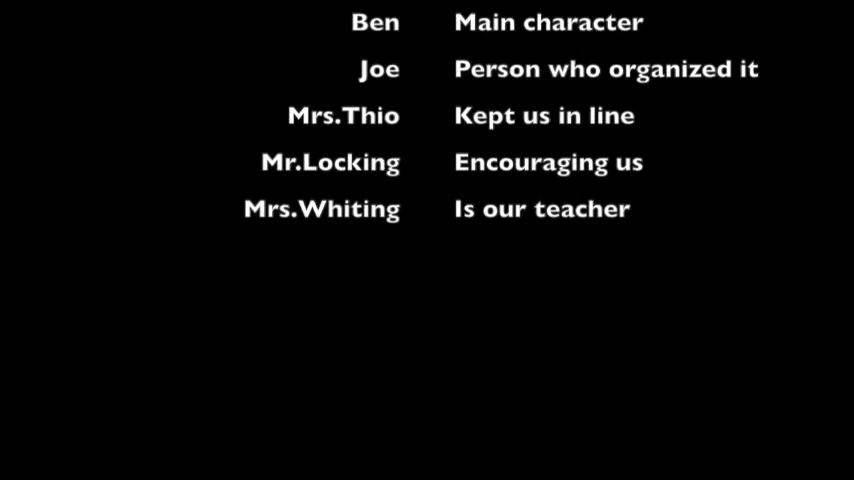 Ben Main character
Joe Person who organized it
Mrs.Thio Kept us in line
Mr.Locking Encouraging us
Mrs.Whiting Is our teacher